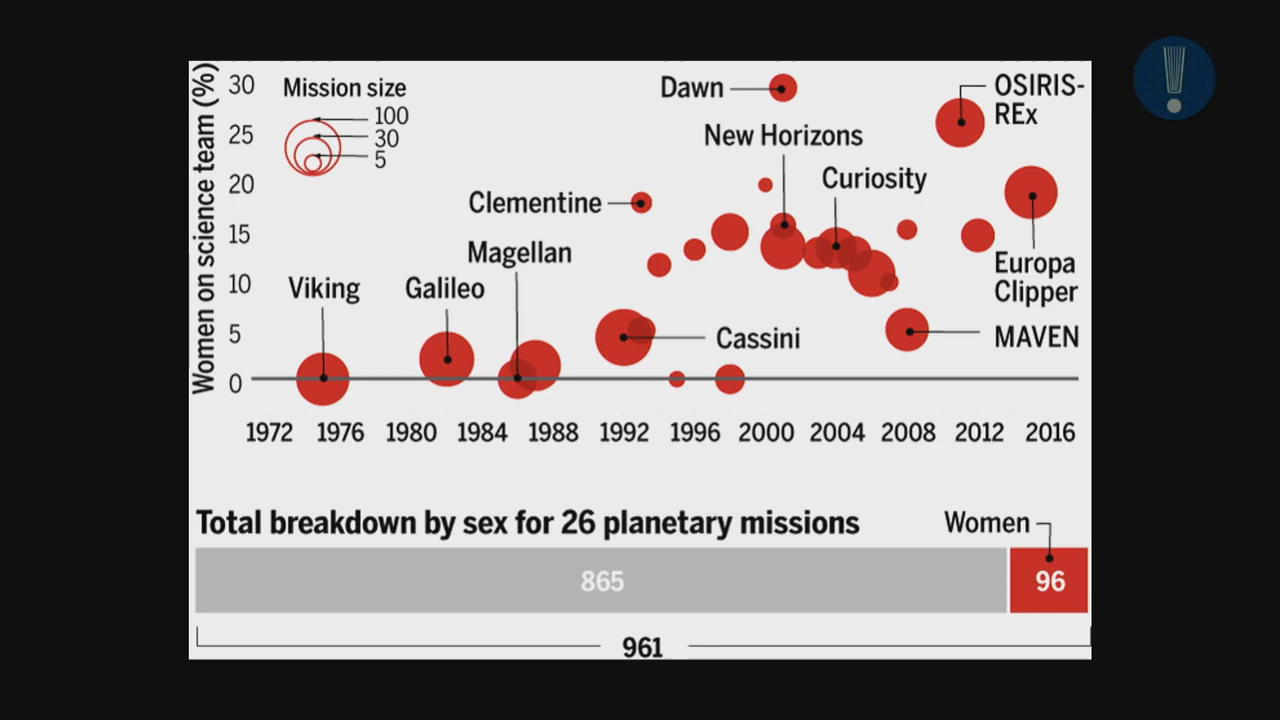 Women on science team (%)
30
25
20
15
10
5
0
Mission size
100
30
5
Dawn
OSIRIS-
REx
New Horizons
Curiosity
Clementine
Magellan
Viking
Galileo
Europa
Clipper
Cassini
MAVEN
1972 1976 1980 1984 1988 1992 1996 2000 2004 2008 2012 2016
Total breakdown by sex for 26 planetary missions
Women
865
96
961